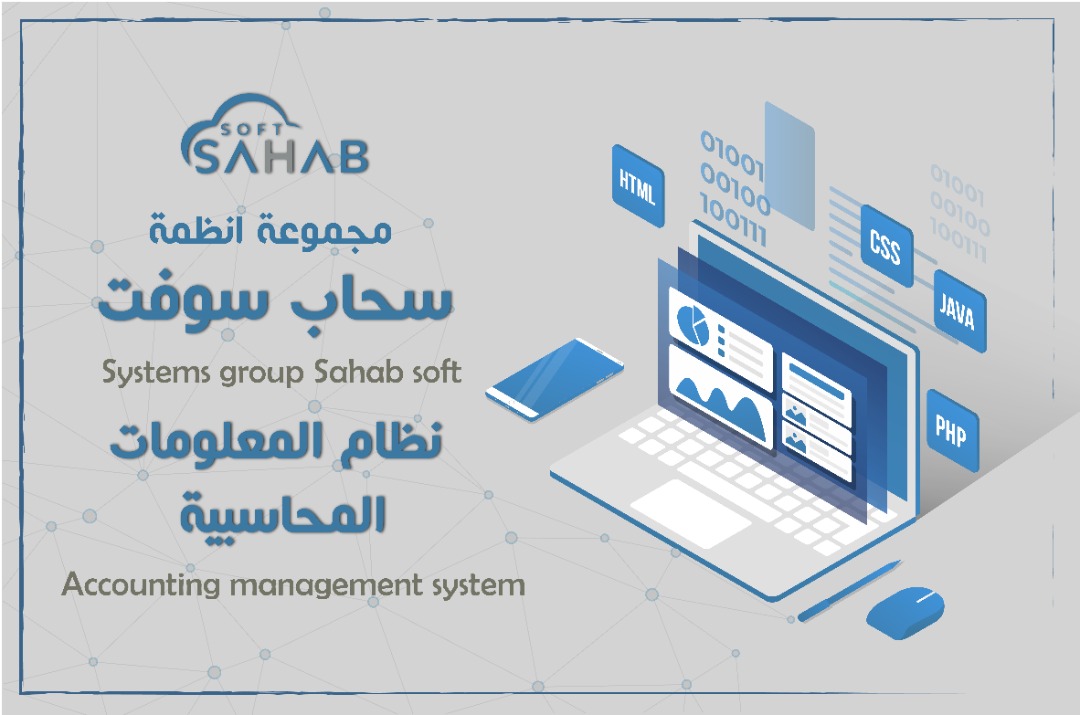 SOFT
SAHAB
مجموعة انظمة
سحاب سوفت
Systems group Sahab soft
نظام المعلومات
المحاسبية
Accounting management system
HTML
01001
00100
100111
CSS
JAVA
PHP
01001
00100
100111